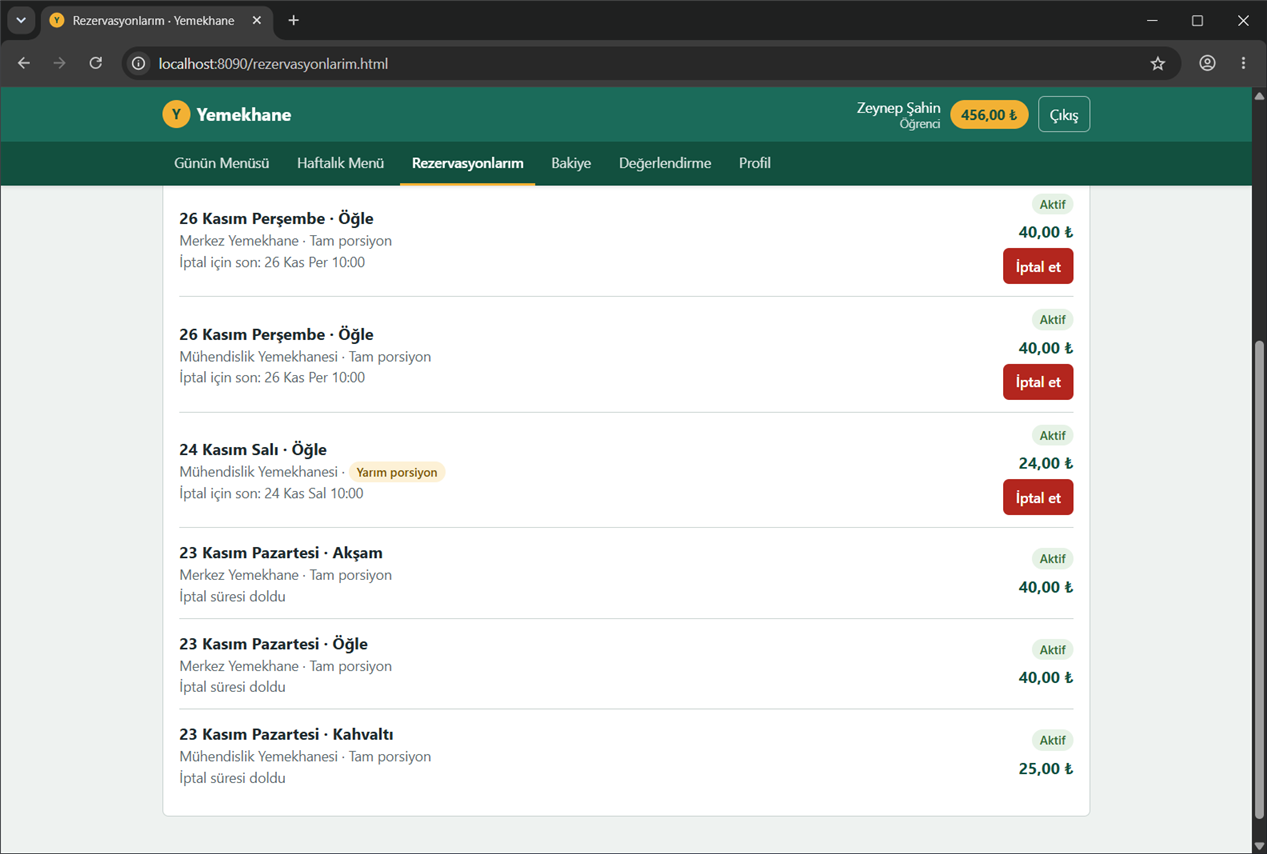 Y Rezervasyonlarım · Yemekhane
localhost:8090/rezervasyonlarim.html
Y Yemekhane
Zeynep Şahin
Öğrenci
456,00 ₺
Çıkış
Günün Menüsü Haftalık Menü Rezervasyonlarım Bakiye Değerlendirme Profil
26 Kasım Perşembe · Öğle
Merkez Yemekhane · Tam porsiyon
İptal için son: 26 Kas Per 10:00
Aktif
40,00 ₺
İptal et
26 Kasım Perşembe · Öğle
Mühendislik Yemekhanesi · Tam porsiyon
İptal için son: 26 Kas Per 10:00
Aktif
40,00 ₺
İptal et
24 Kasım Salı · Öğle
Mühendislik Yemekhanesi · Yarım porsiyon
İptal için son: 24 Kas Sal 10:00
Aktif
24,00 ₺
İptal et
23 Kasım Pazartesi · Akşam
Merkez Yemekhane · Tam porsiyon
İptal süresi doldu
Aktif
40,00 ₺
23 Kasım Pazartesi · Öğle
Merkez Yemekhane · Tam porsiyon
İptal süresi doldu
Aktif
40,00 ₺
23 Kasım Pazartesi · Kahvaltı
Mühendislik Yemekhanesi · Tam porsiyon
İptal süresi doldu
Aktif
25,00 ₺